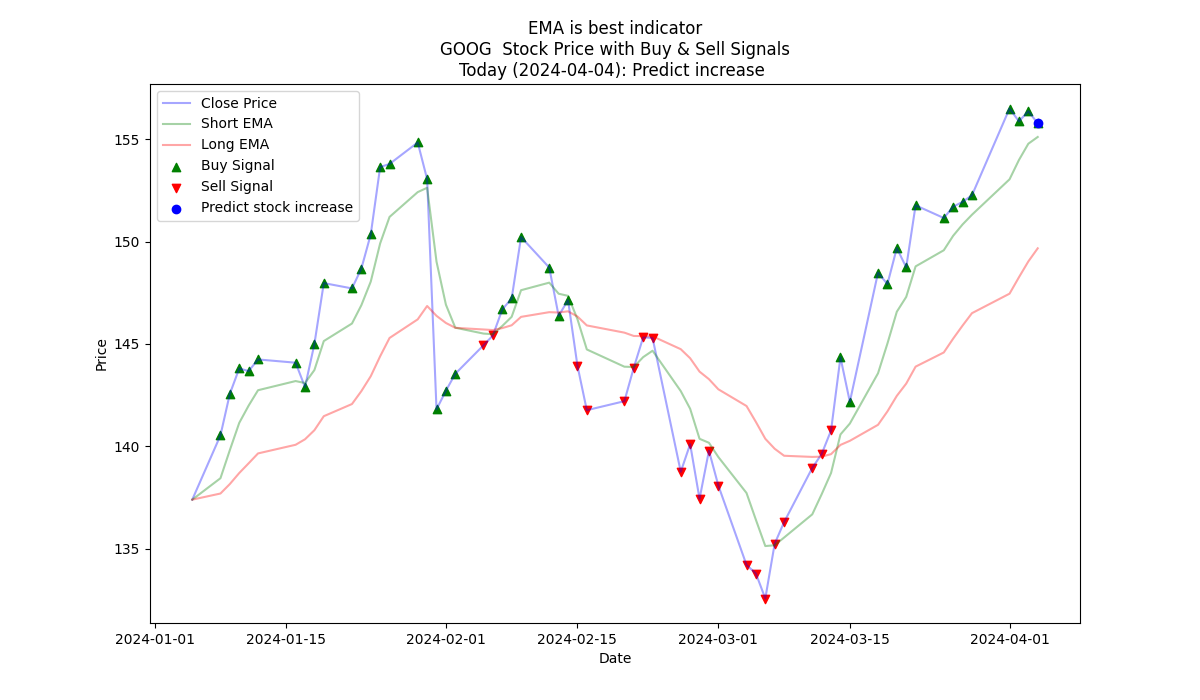 EMA is best indicator
GOOG  Stock Price with Buy & Sell Signals
Today (2024-04-04): Predict increase
Close Price
Short EMA
Long EMA
Buy Signal
Sell Signal
Predict stock increase
Price
155
150
145
140
135
2024-01-01
2024-01-15
2024-02-01
2024-02-15
2024-03-01
2024-03-15
2024-04-01
Date